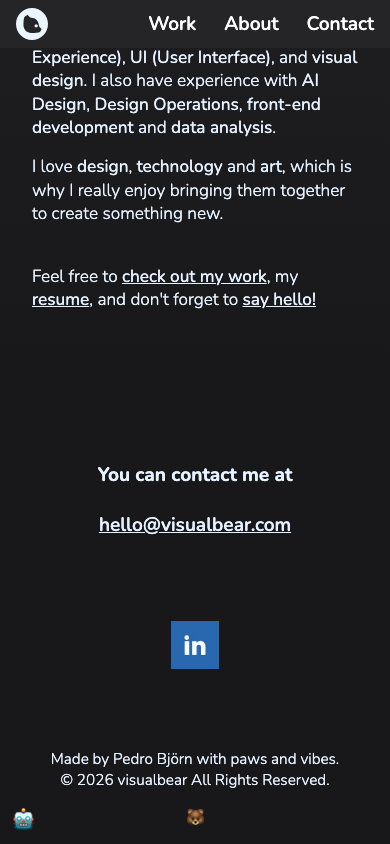 Work About Contact
Experience), UI (User Interface), and visual
design. I also have experience with AI
Design, Design Operations, front-end
development and data analysis.
I love design, technology and art, which is
why I really enjoy bringing them together
to create something new.
Feel free to check out my work, my
resume, and don't forget to say hello!
You can contact me at
hello@visualbear.com
in
Made by Pedro Björn with paws and vibes.
© 2026 visualbear All Rights Reserved.